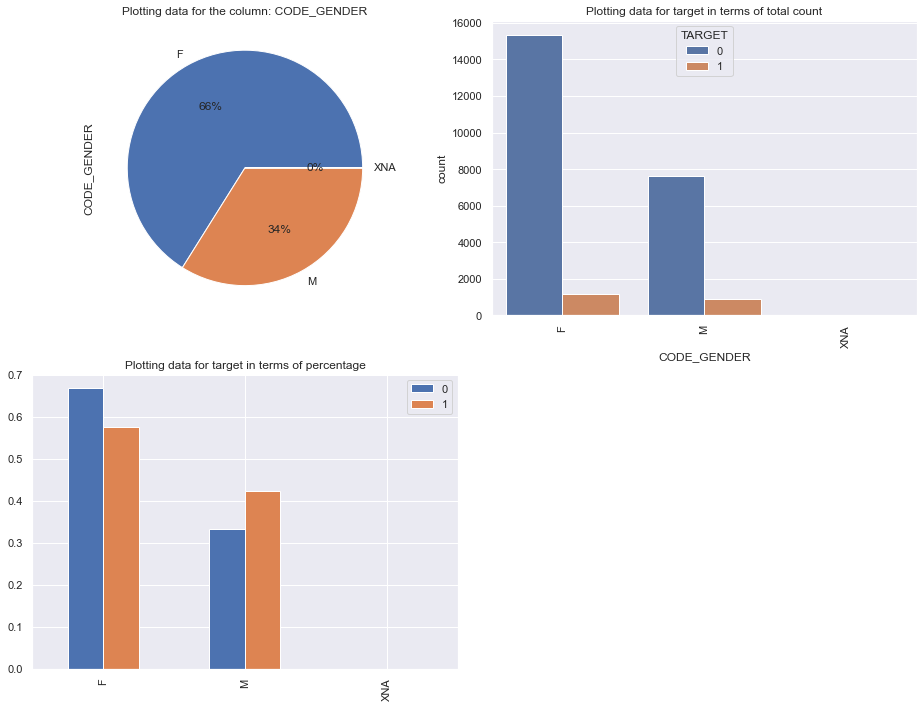 Plotting data for the column: CODE_GENDER
F
66%
CODE_GENDER
0%
XNA
34%
M
Plotting data for target in terms of total count
16000
14000
12000
10000
8000
6000
4000
2000
0
count
TARGET
0
1
F
M
XNA
CODE_GENDER
Plotting data for target in terms of percentage
0.7
0.6
0.5
0.4
0.3
0.2
0.1
0.0
0
1
F
M
XNA